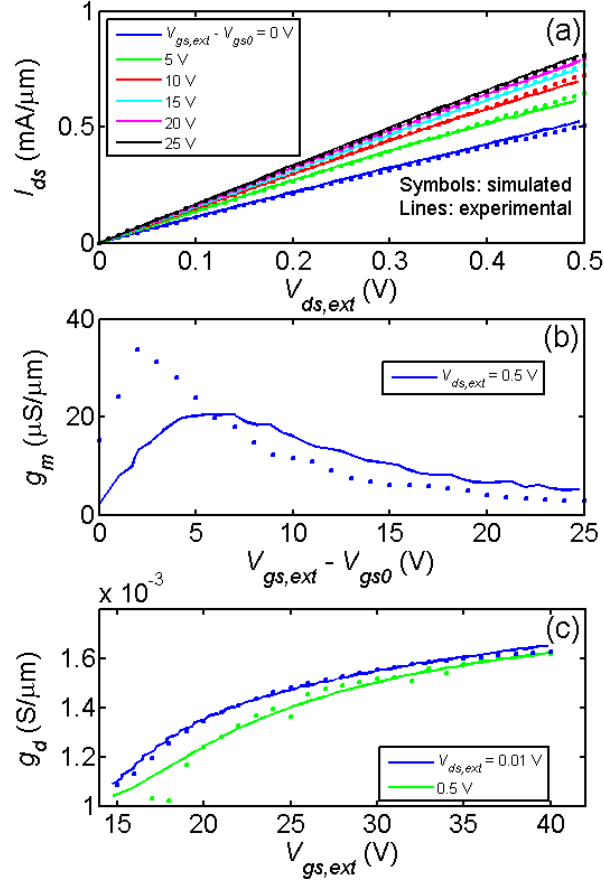 (a)
V_gs,ext - V_gs0 = 0 V
5 V
10 V
15 V
20 V
25 V
Symbols: simulated
Lines: experimental
I_ds (mA/μm)
1
0.5
0
0 0.1 0.2 0.3 0.4 0.5
V_ds,ext (V)
(b)
V_ds,ext = 0.5 V
g_m (μS/μm)
40
20
0
0 5 10 15 20 25
V_gs,ext - V_gs0 (V)
x 10^-3
(c)
g_d (S/μm)
1.6
1.4
1.2
1
V_ds,ext = 0.01 V
0.5 V
15 20 25 30 35 40
V_gs,ext (V)